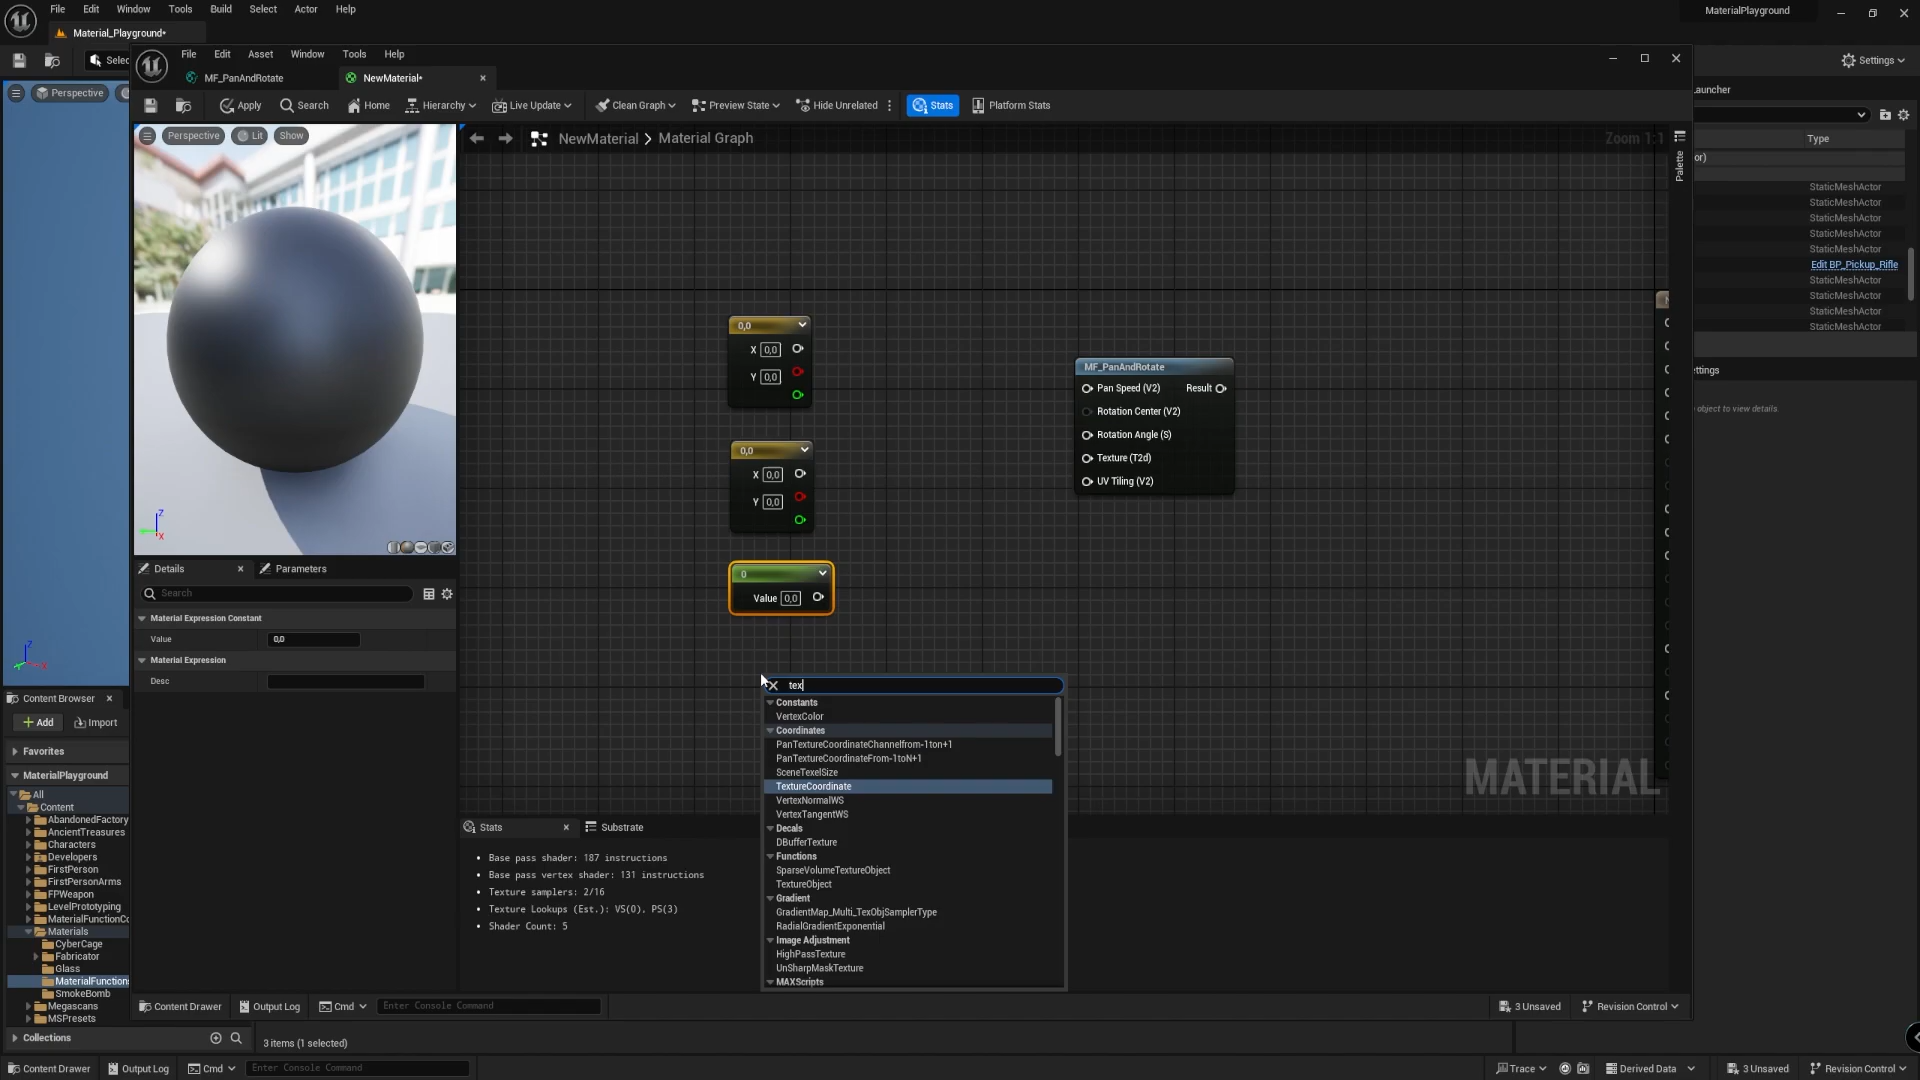 File Edit Window Tools Build Select Actor Help
MaterialPlayground
Material_Playground*
File Edit Asset Window Tools Help
MF_PanAndRotate
NewMaterial*
Settings
Perspective
Apply Search Home Hierarchy Live Update Clean Graph Preview State Hide Unrelated Stats Platform Stats
Perspective Lit Show
NewMaterial > Material Graph
Zoom 1:1
Palette
Type
StaticMeshActor
StaticMeshActor
StaticMeshActor
StaticMeshActor
StaticMeshActor
Edit BP_Pickup_Rifle
StaticMeshActor
StaticMeshActor
StaticMeshActor
StaticMeshActor
object to view details.
0,0
X 0,0
Y 0,0
0,0
X 0,0
Y 0,0
0
Value 0,0
MF_PanAndRotate
Pan Speed (V2) Result
Rotation Center (V2)
Rotation Angle (S)
Texture (T2d)
UV Tiling (V2)
Z
X
Z
X
Details
Parameters
Search
Material Expression Constant
Value 0,0
Material Expression
Desc
tex
Constants
VertexColor
Coordinates
PanTextureCoordinateChannelfrom-1ton+1
PanTextureCoordinateFrom-1toN+1
SceneTexelSize
TextureCoordinate
VertexNormalWS
VertexTangentWS
Decals
DBufferTexture
Functions
SparseVolumeTextureObject
TextureObject
Gradient
GradientMap_Multi_TexObjSamplerType
RadialGradientExponential
Image Adjustment
HighPassTexture
UnSharpMaskTexture
MAXScripts
MATERIAL
Stats
Substrate
Base pass shader: 187 instructions
Base pass vertex shader: 131 instructions
Texture samplers: 2/16
Texture Lookups (Est.): VS(0), PS(3)
Shader Count: 5
Content Browser
Add Import
Favorites
MaterialPlayground
All
Content
AbandonedFactory
AncientTreasures
Characters
Developers
FirstPerson
FirstPersonArms
FPWeapon
LevelPrototyping
MaterialFunctionCo
Materials
CyberCage
Fabricator
Glass
MaterialFunctions
SmokeBomb
Megascans
MSPresets
Collections
Content Drawer Output Log Cmd Enter Console Command
3 Unsaved Revision Control
3 items (1 selected)
Content Drawer Output Log Cmd Enter Console Command
Trace Derived Data 3 Unsaved Revision Control